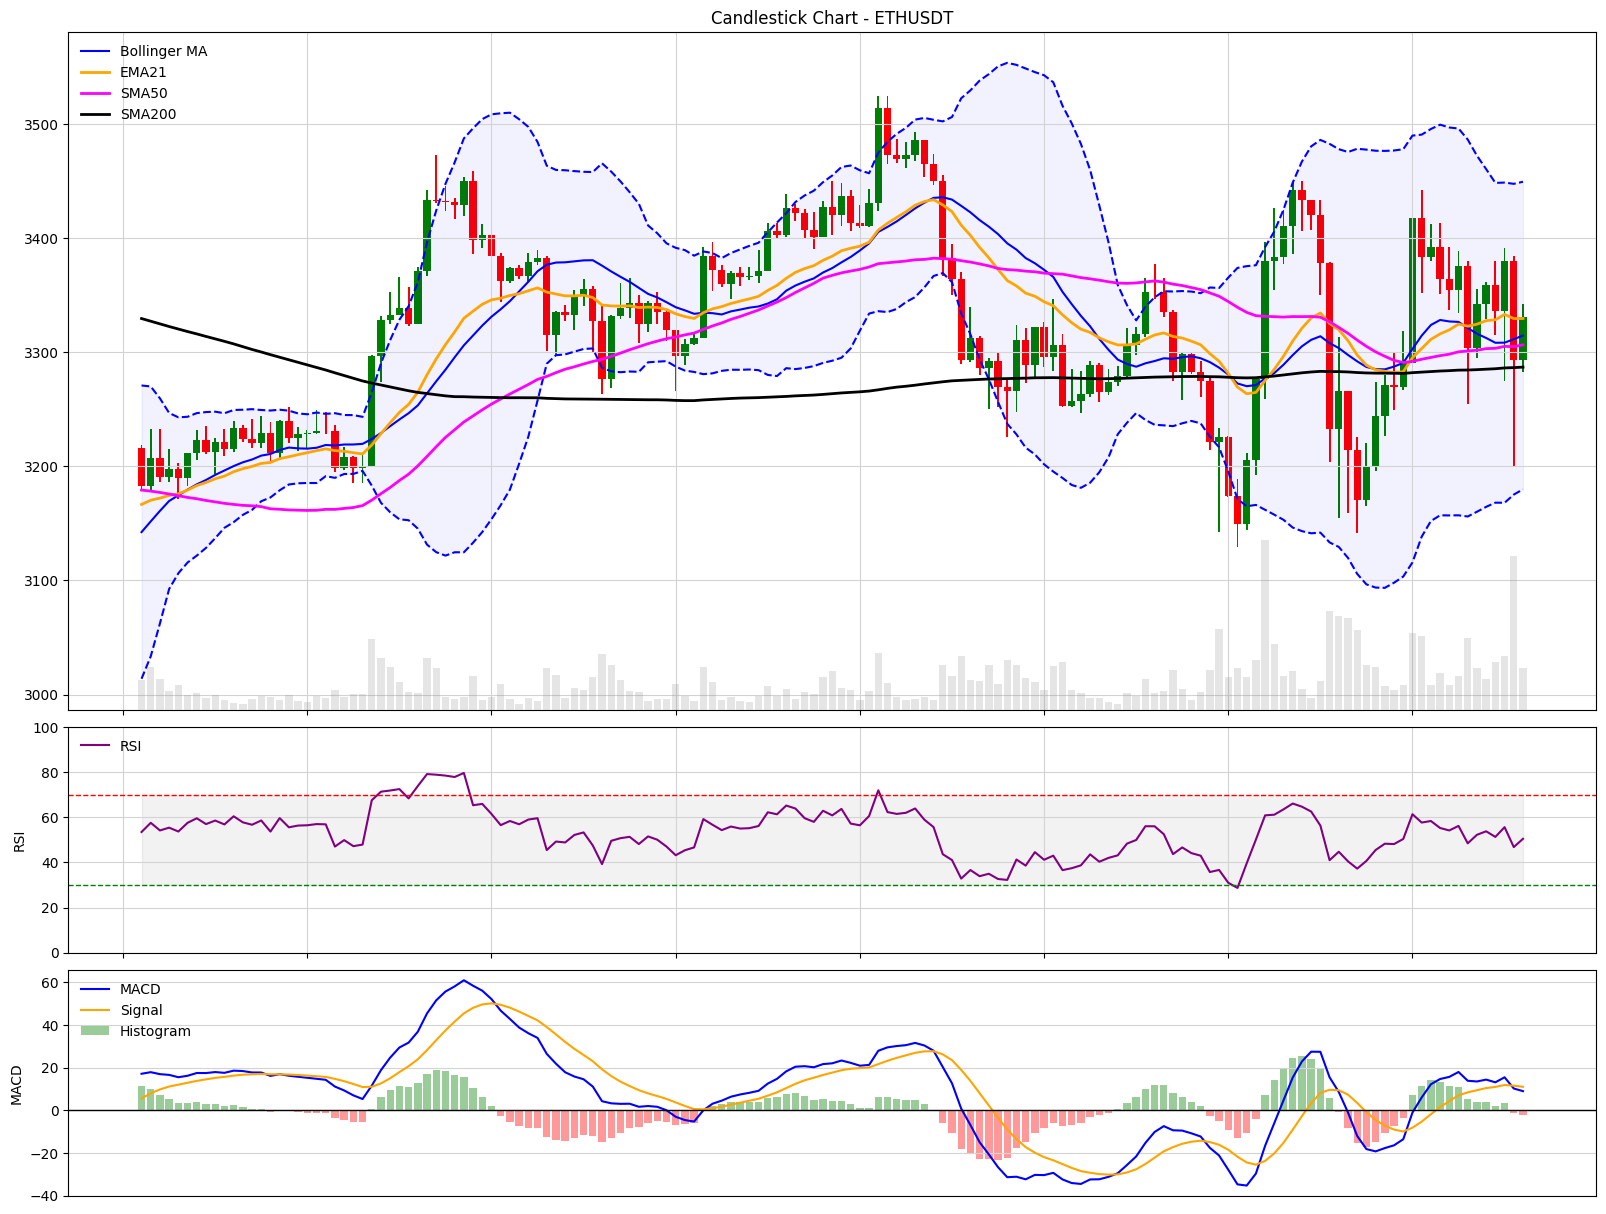 Candlestick Chart - ETHUSDT
Bollinger MA
EMA21
SMA50
SMA200
3500
3400
3300
3200
3100
3000
100
RSI
80
60
RSI
40
20
0
60
MACD
Signal
40
Histogram
20
MACD
0
−20
−40